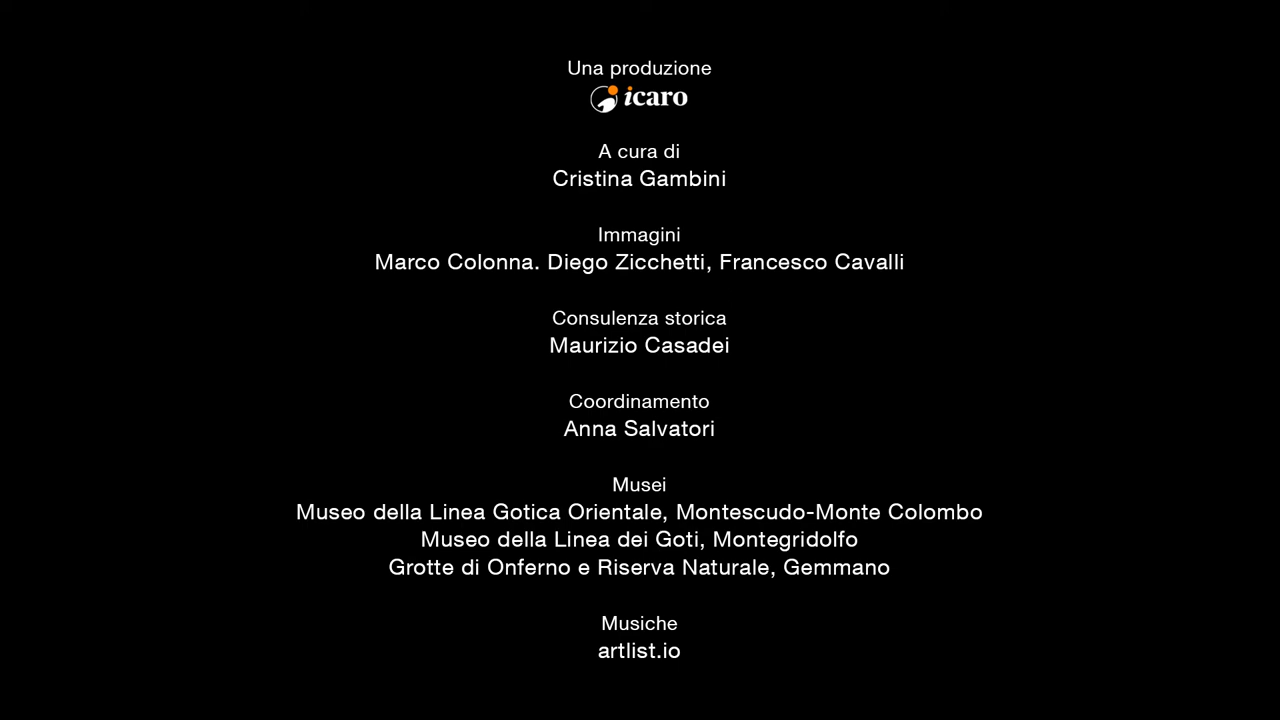 Una produzione
icaro
A cura di
Cristina Gambini
Immagini
Marco Colonna. Diego Zicchetti, Francesco Cavalli
Consulenza storica
Maurizio Casadei
Coordinamento
Anna Salvatori
Musei
Museo della Linea Gotica Orientale, Montescudo-Monte Colombo
Museo della Linea dei Goti, Montegridolfo
Grotte di Onferno e Riserva Naturale, Gemmano
Musiche
artlist.io